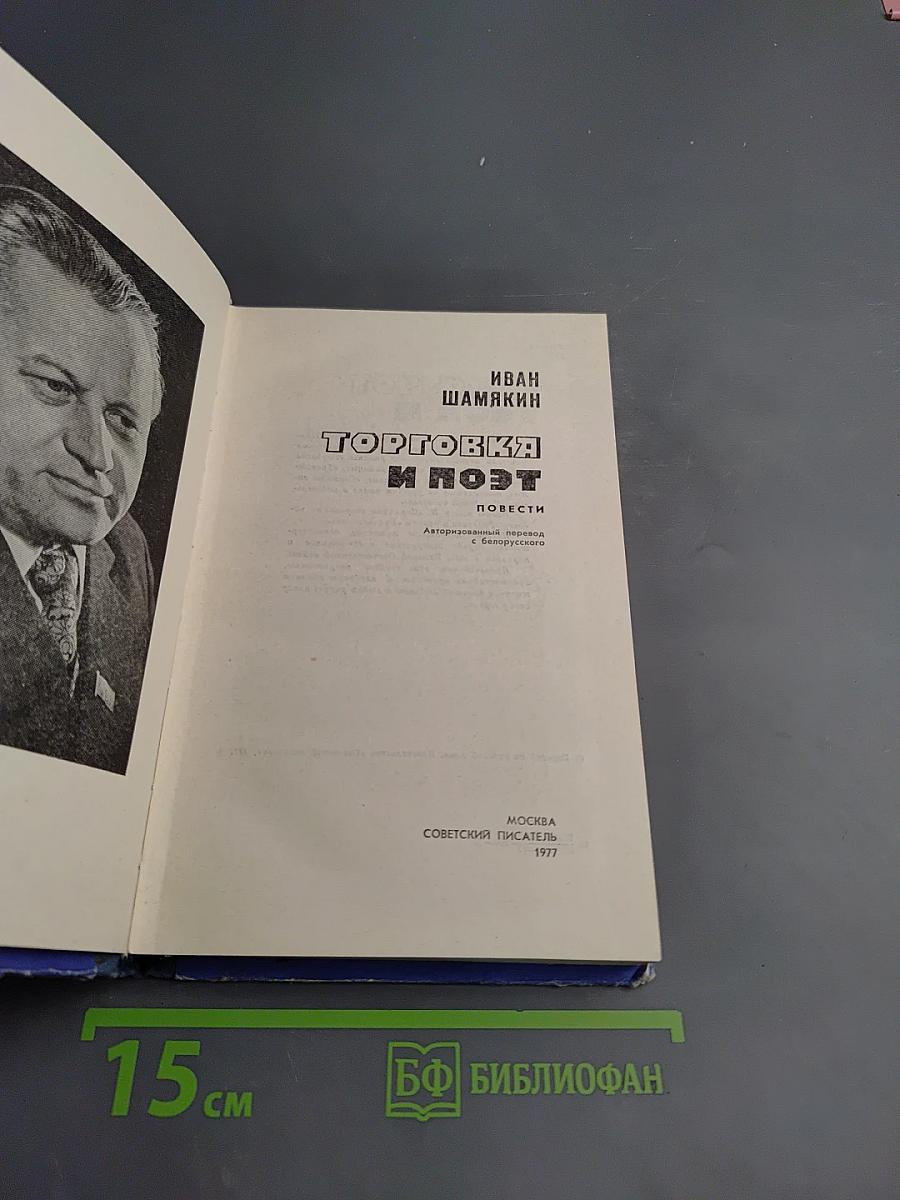 ИВАН
ШАМЯКИН
ТОРГОВКА
И ПОЭТ
ПОВЕСТИ
Авторизованный перевод
с белорусского
МОСКВА
СОВЕТСКИЙ ПИСАТЕЛЬ
1977
15 см
БФ БИБЛИОФАН